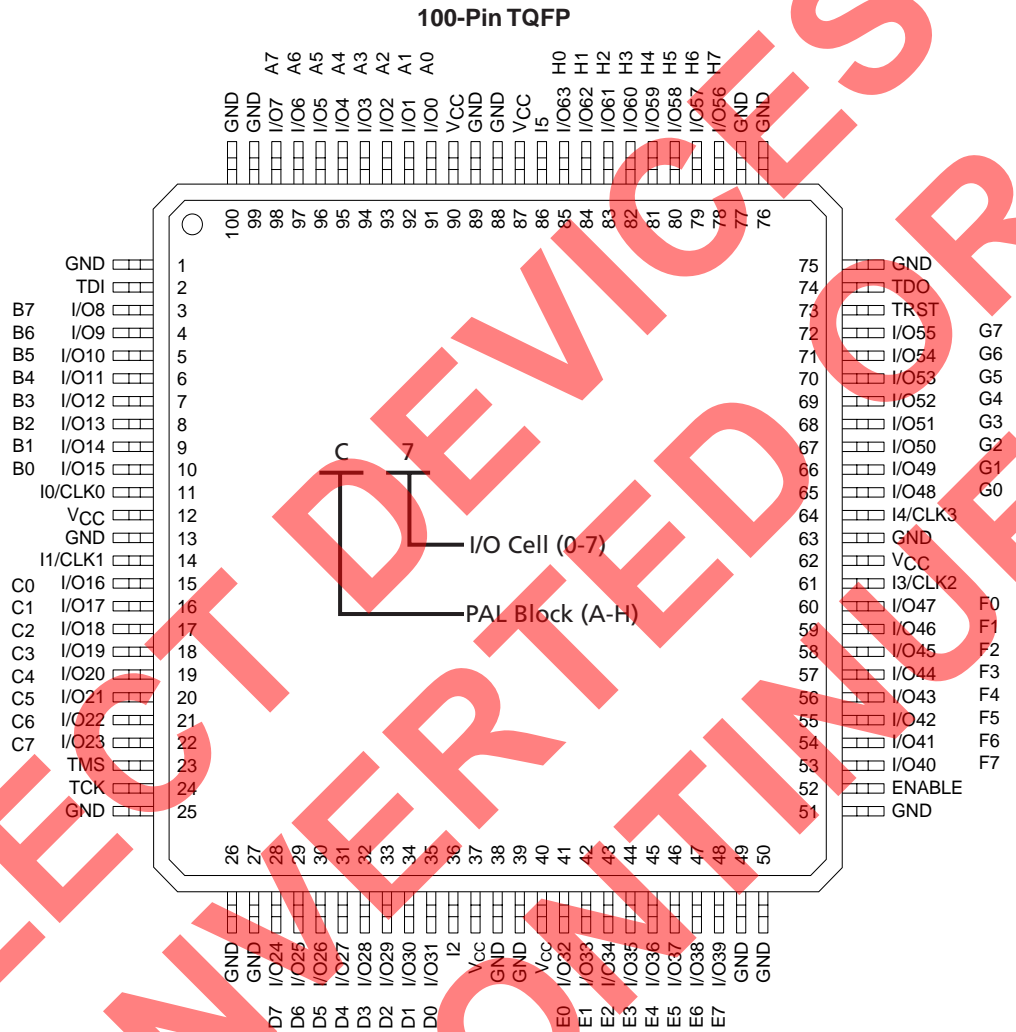 100-Pin TQFP
A7 A6 A5 A4 A3 A2 A1 A0 H0 H1 H2 H3 H4 H5 H6 H7
GND GND I/O7 I/O6 I/O5 I/O4 I/O3 I/O2 I/O1 I/O0 VCC GND GND VCC I5 I/O63 I/O62 I/O61 I/O60 I/O59 I/O58 I/O57 I/O56 GND GND
100 99 98 97 96 95 94 93 92 91 90 89 88 87 86 85 84 83 82 81 80 79 78 77 76
GND 1 75 GND
TDI 2 74 TDO
B7 I/O8 3 73 TRST
B6 I/O9 4 72 I/O55 G7
B5 I/O10 5 71 I/O54 G6
B4 I/O11 6 70 I/O53 G5
B3 I/O12 7 69 I/O52 G4
B2 I/O13 8 68 I/O51 G3
B1 I/O14 9 67 I/O50 G2
B0 I/O15 10 66 I/O49 G1
I0/CLK0 11 65 I/O48 G0
VCC 12 64 I4/CLK3
GND 13 63 GND
I1/CLK1 14 62 VCC
C0 I/O16 15 61 I3/CLK2
C1 I/O17 16 60 I/O47 F0
C2 I/O18 17 59 I/O46 F1
C3 I/O19 18 58 I/O45 F2
C4 I/O20 19 57 I/O44 F3
C5 I/O21 20 56 I/O43 F4
C6 I/O22 21 55 I/O42 F5
C7 I/O23 22 54 I/O41 F6
TMS 23 53 I/O40 F7
TCK 24 52 ENABLE
GND 25 51 GND
C 7
I/O Cell (0-7)
PAL Block (A-H)
26 27 28 29 30 31 32 33 34 35 36 37 38 39 40 41 42 43 44 45 46 47 48 49 50
GND GND I/O24 I/O25 I/O26 I/O27 I/O28 I/O29 I/O30 I/O31 I2 VCC GND GND VCC I/O32 I/O33 I/O34 I/O35 I/O36 I/O37 I/O38 I/O39 GND GND
D7 D6 D5 D4 D3 D2 D1 D0 E0 E1 E2 E3 E4 E5 E6 E7
DEVICES